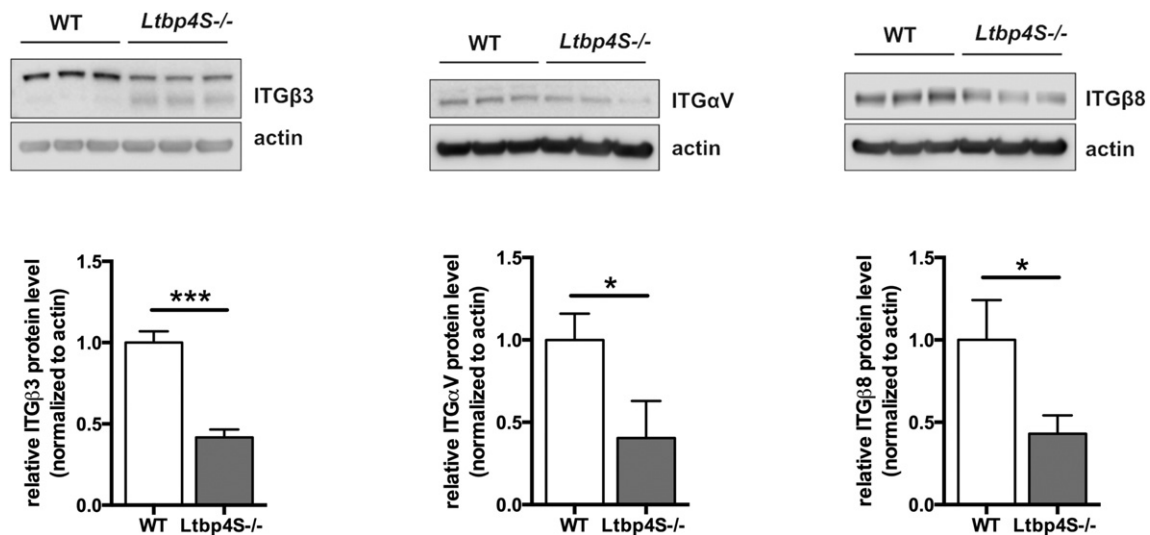 WT Ltbp4S-/-
ITGβ3
actin
relative ITGβ3 protein level
(normalized to actin)
1.5
1.0
0.5
0.0
***
WT Ltbp4S-/-
WT Ltbp4S-/-
ITGαV
actin
relative ITGαV protein level
(normalized to actin)
1.5
1.0
0.5
0.0
*
WT Ltbp4S-/-
WT Ltbp4S-/-
ITGβ8
actin
relative ITGβ8 protein level
(normalized to actin)
1.5
1.0
0.5
0.0
*
WT Ltbp4S-/-